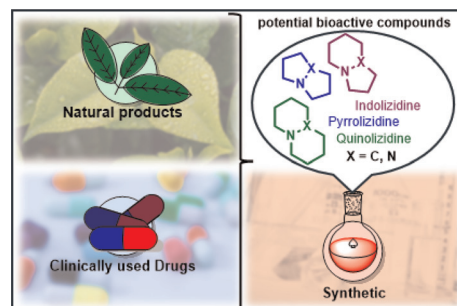 Natural products
Clinically used Drugs
potential bioactive compounds
X
N
X
N
X
N
Indolizidine
Pyrrolizidine
Quinolizidine
X = C, N
Synthetic